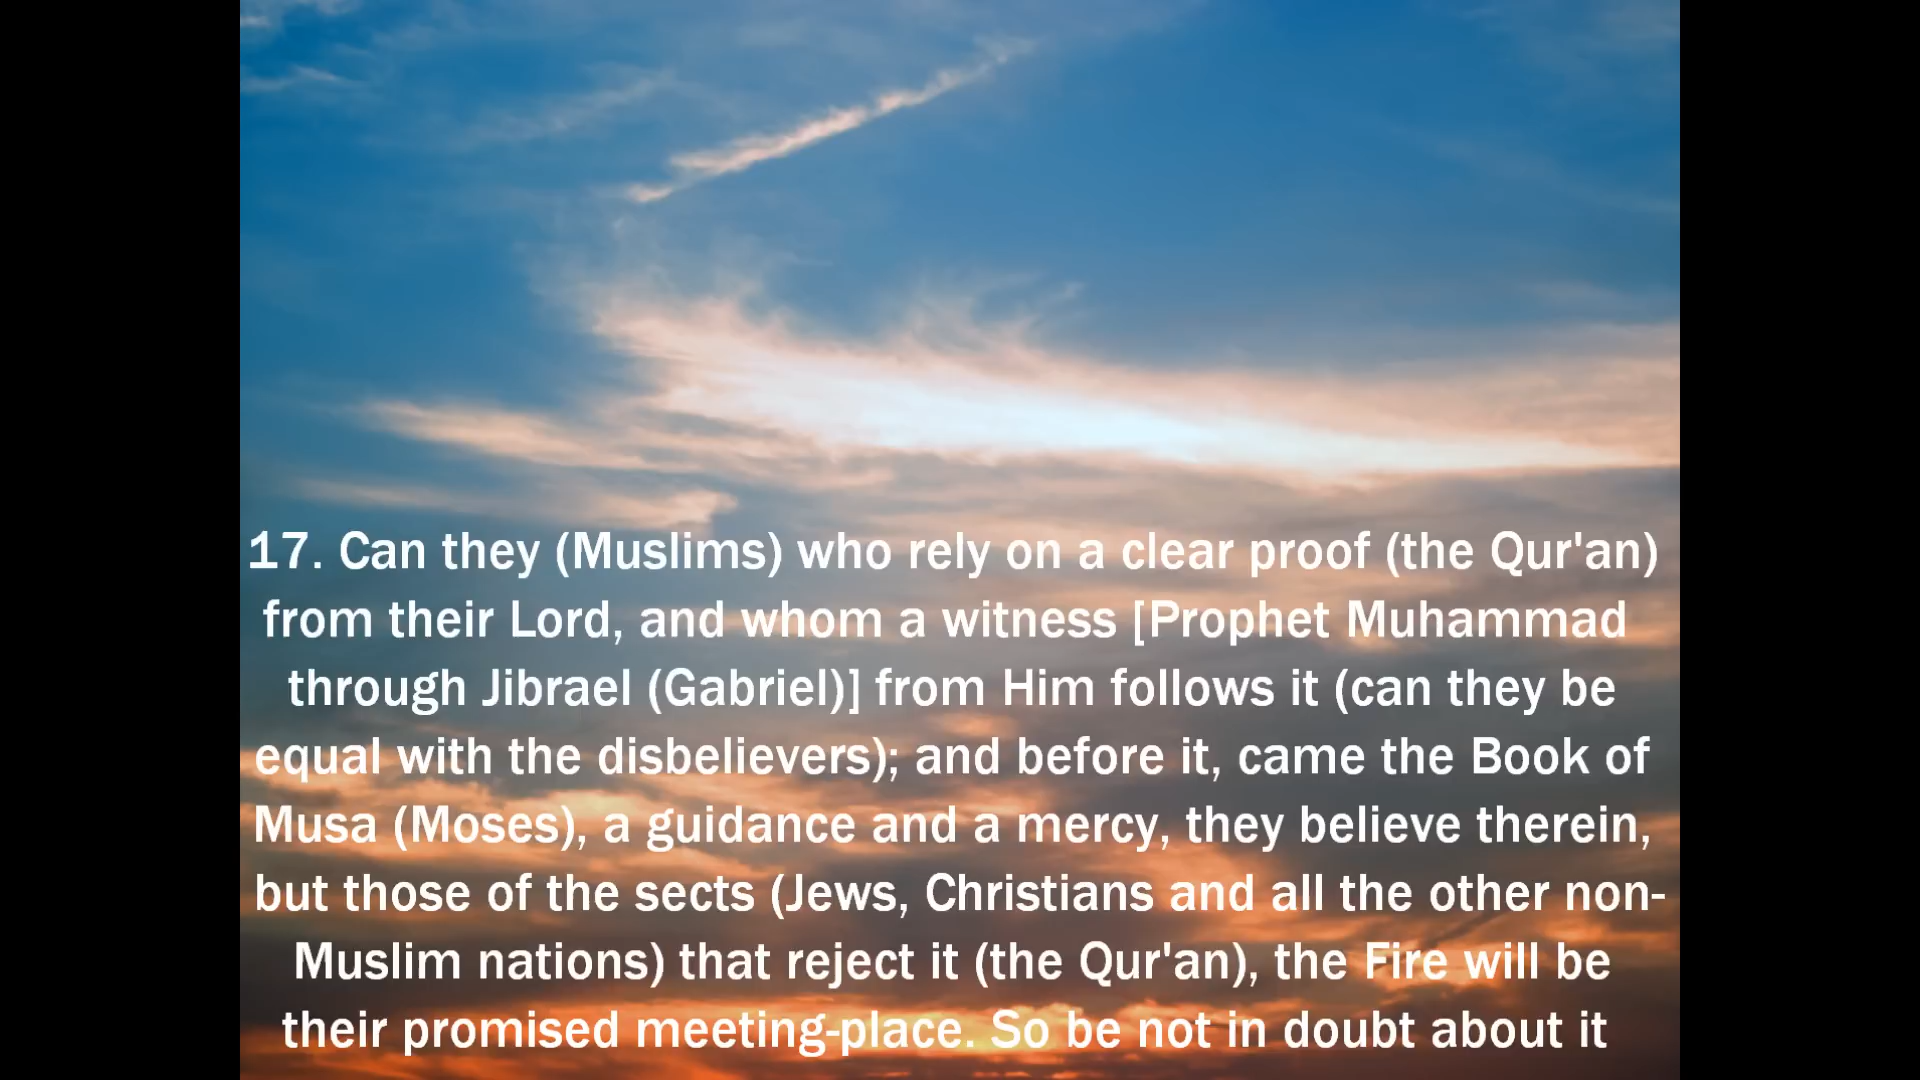 17. Can they (Muslims) who rely on a clear proof (the Qur'an)
from their Lord, and whom a witness [Prophet Muhammad
through Jibrael (Gabriel)] from Him follows it (can they be
equal with the disbelievers); and before it, came the Book of
Musa (Moses), a guidance and a mercy, they believe therein,
but those of the sects (Jews, Christians and all the other non-
Muslim nations) that reject it (the Qur'an), the Fire will be
their promised meeting-place. So be not in doubt about it